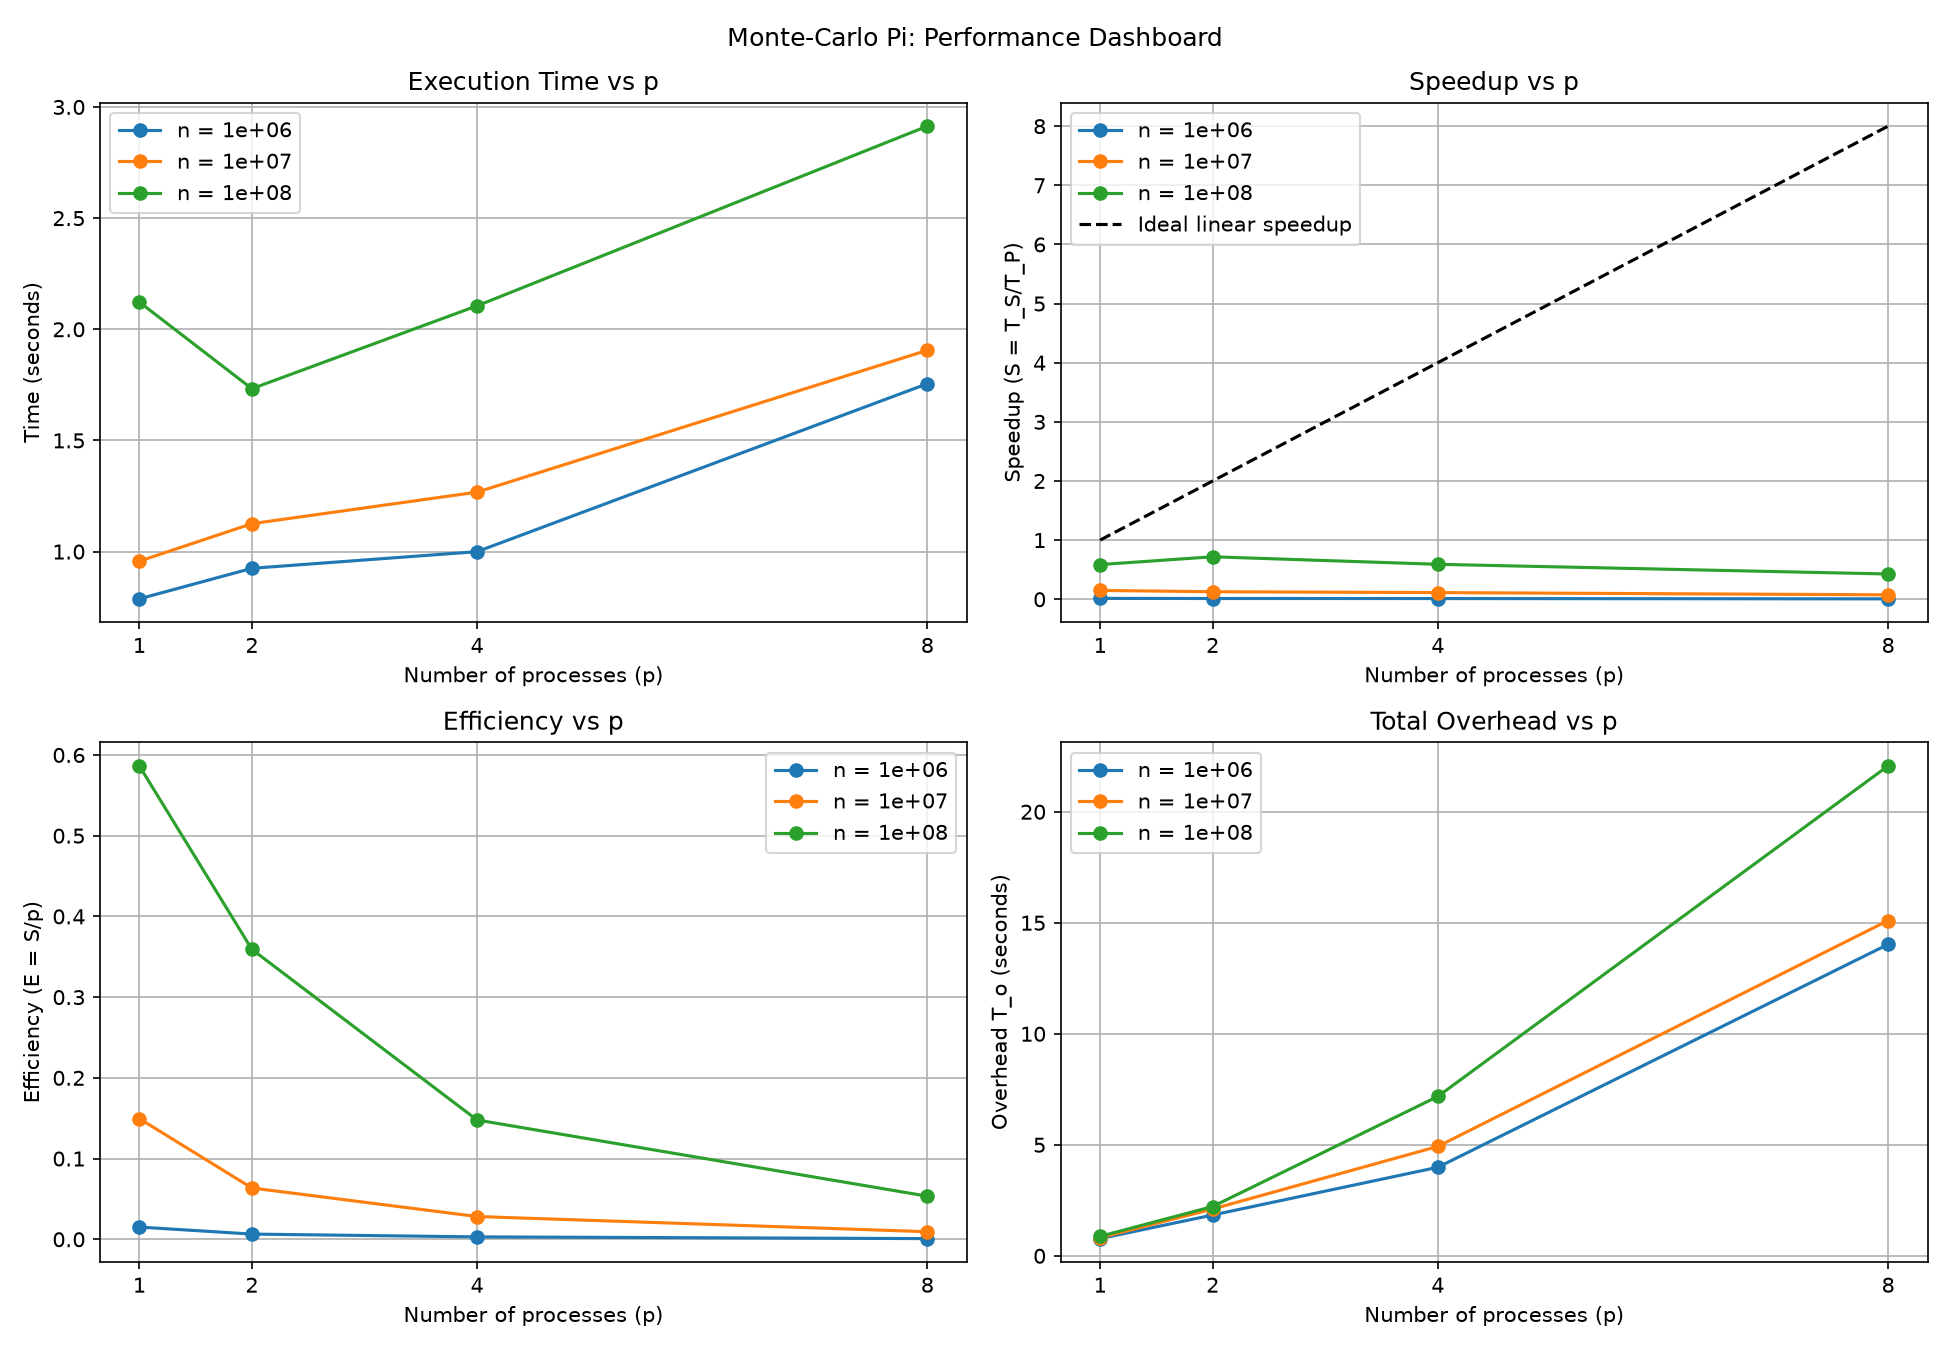 Monte-Carlo Pi: Performance Dashboard
Execution Time vs p
3.0
2.5
2.0
1.5
1.0
Time (seconds)
n = 1e+06
n = 1e+07
n = 1e+08
1 2 4 8
Number of processes (p)
Speedup vs p
8
7
6
5
4
3
2
1
0
Speedup (S = T_S/T_P)
n = 1e+06
n = 1e+07
n = 1e+08
Ideal linear speedup
1 2 4 8
Number of processes (p)
Efficiency vs p
0.6
0.5
0.4
0.3
0.2
0.1
0.0
Efficiency (E = S/p)
n = 1e+06
n = 1e+07
n = 1e+08
1 2 4 8
Number of processes (p)
Total Overhead vs p
20
15
10
5
0
Overhead T_o (seconds)
n = 1e+06
n = 1e+07
n = 1e+08
1 2 4 8
Number of processes (p)